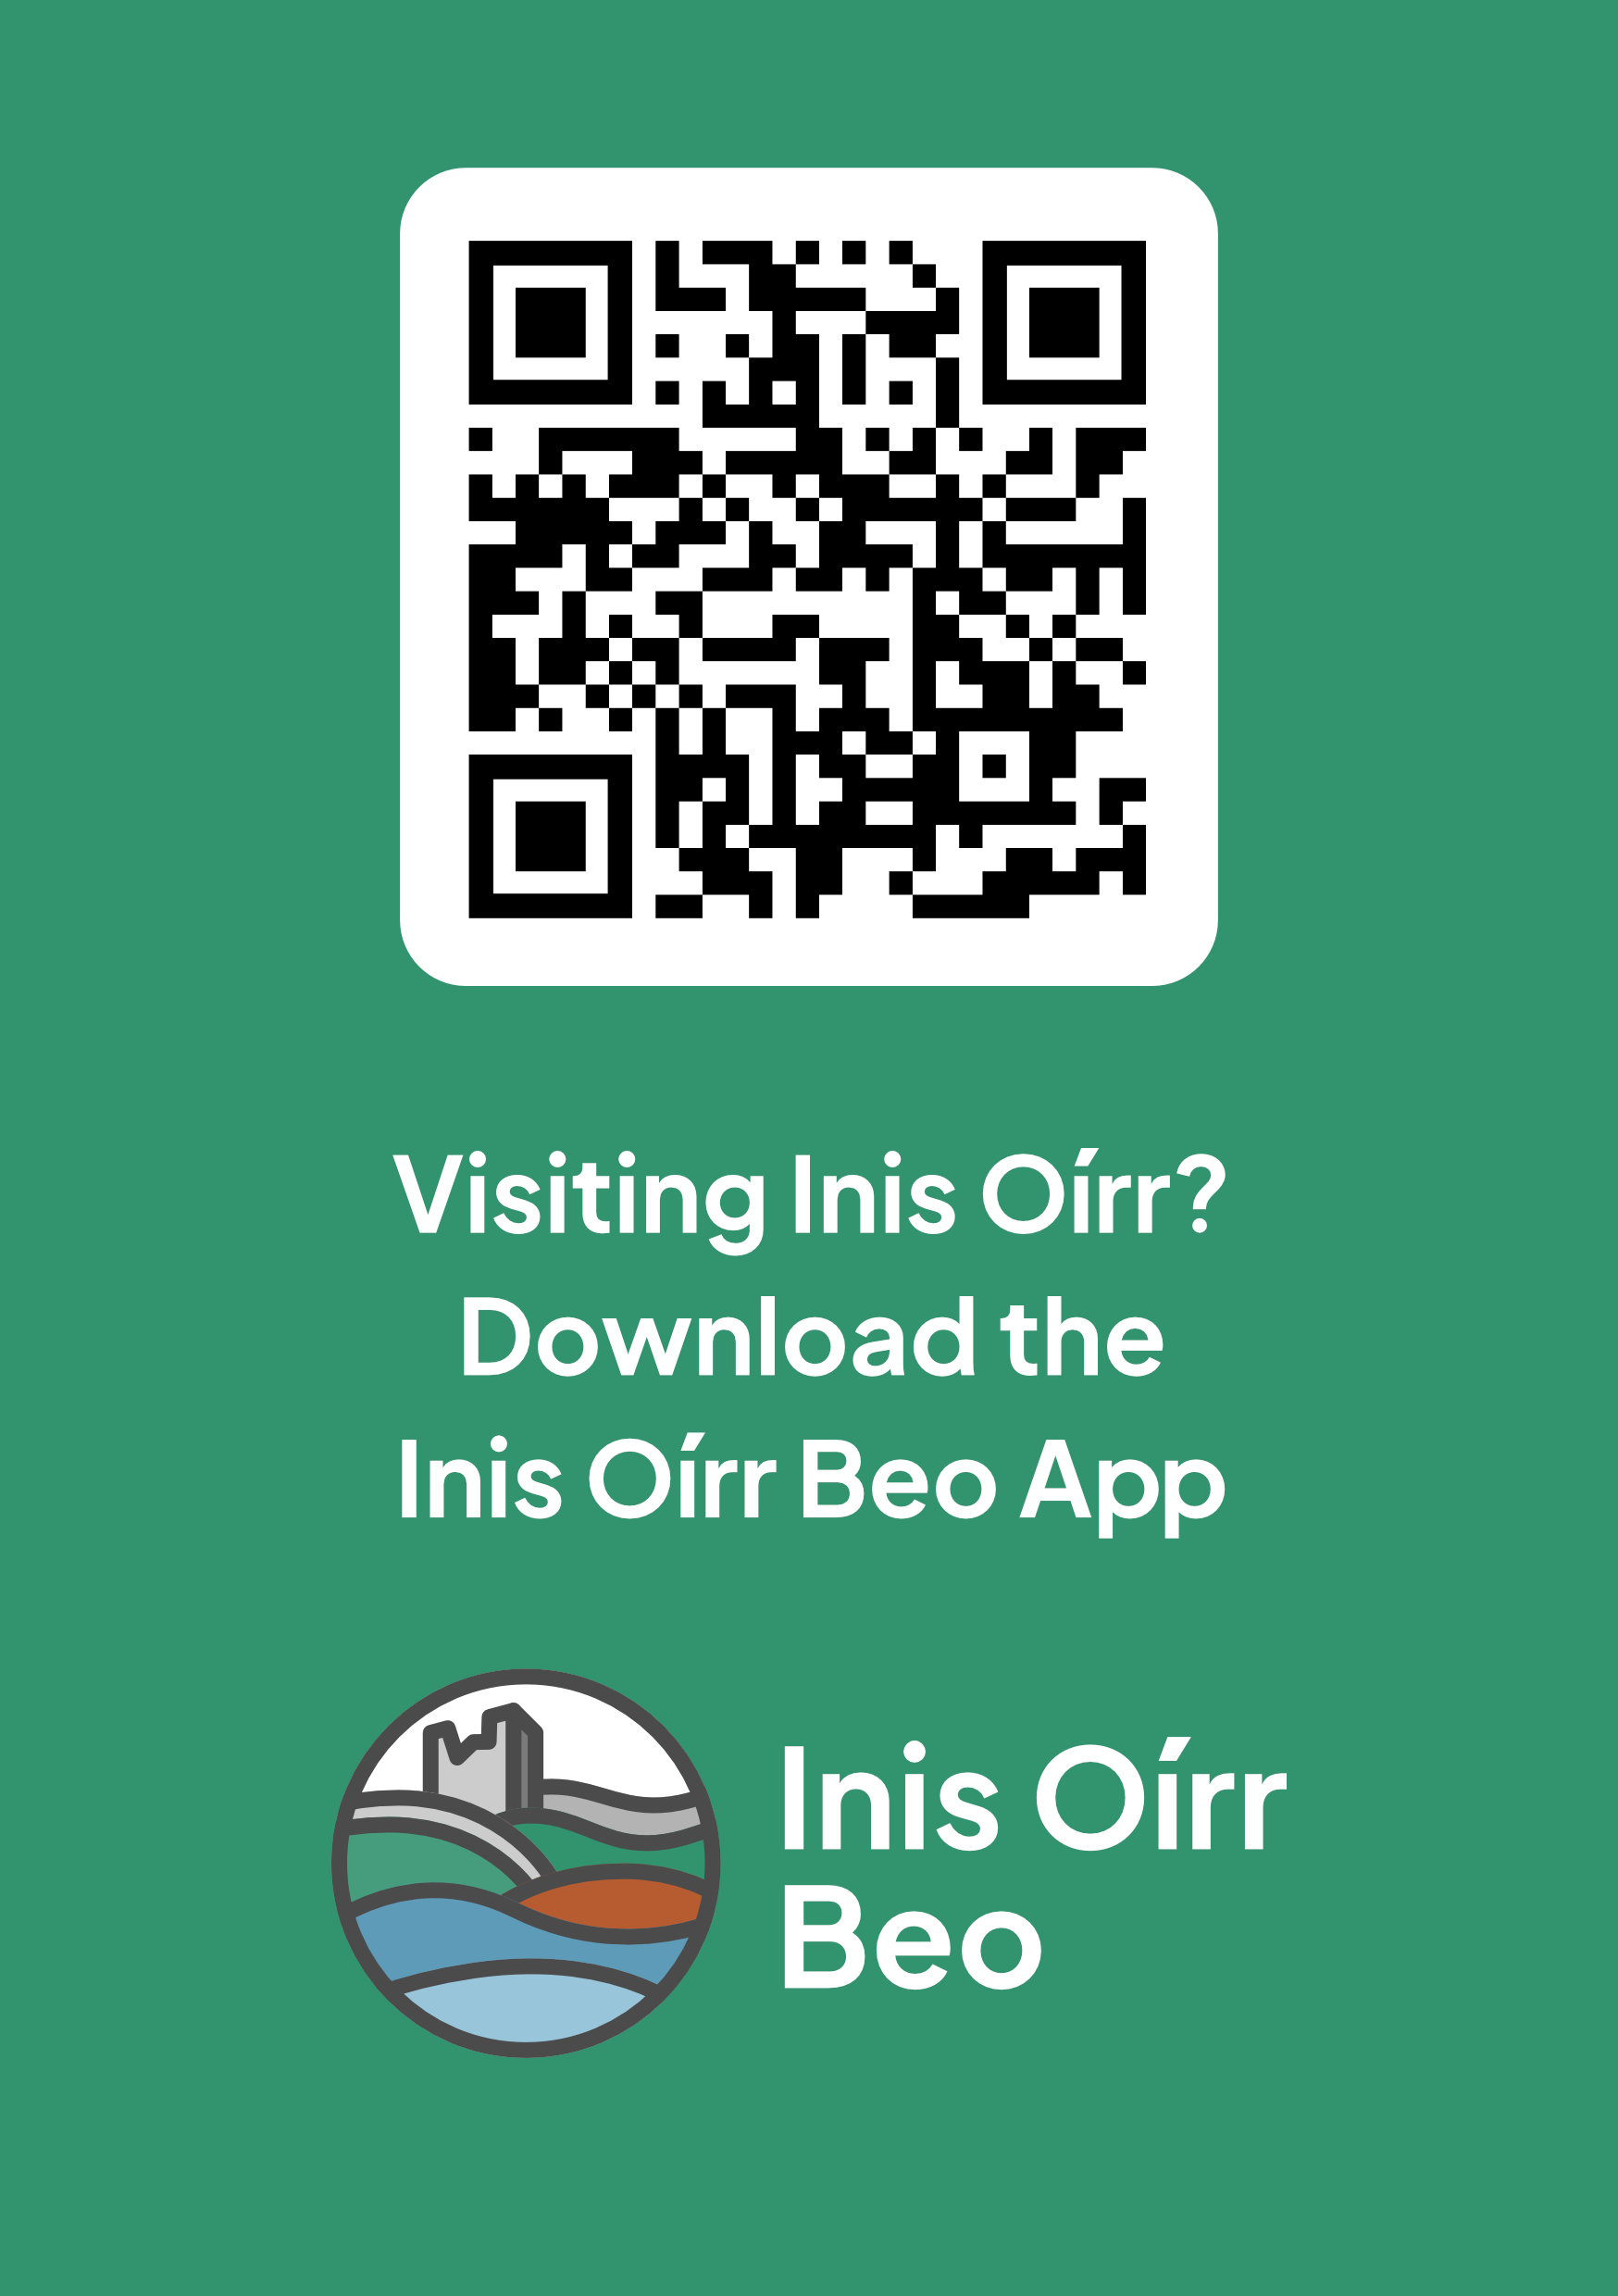 Visiting Inis Oírr?
Download the
Inis Oírr Beo App
Inis Oírr
Beo